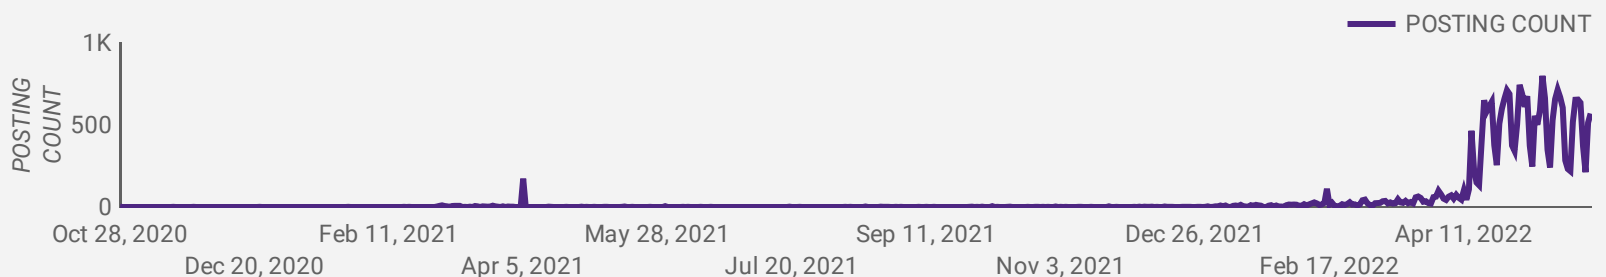 POSTING COUNT
1K
500
0
POSTING
COUNT
Oct 28, 2020
Feb 11, 2021
May 28, 2021
Sep 11, 2021
Dec 26, 2021
Apr 11, 2022
Dec 20, 2020
Apr 5, 2021
Jul 20, 2021
Nov 3, 2021
Feb 17, 2022